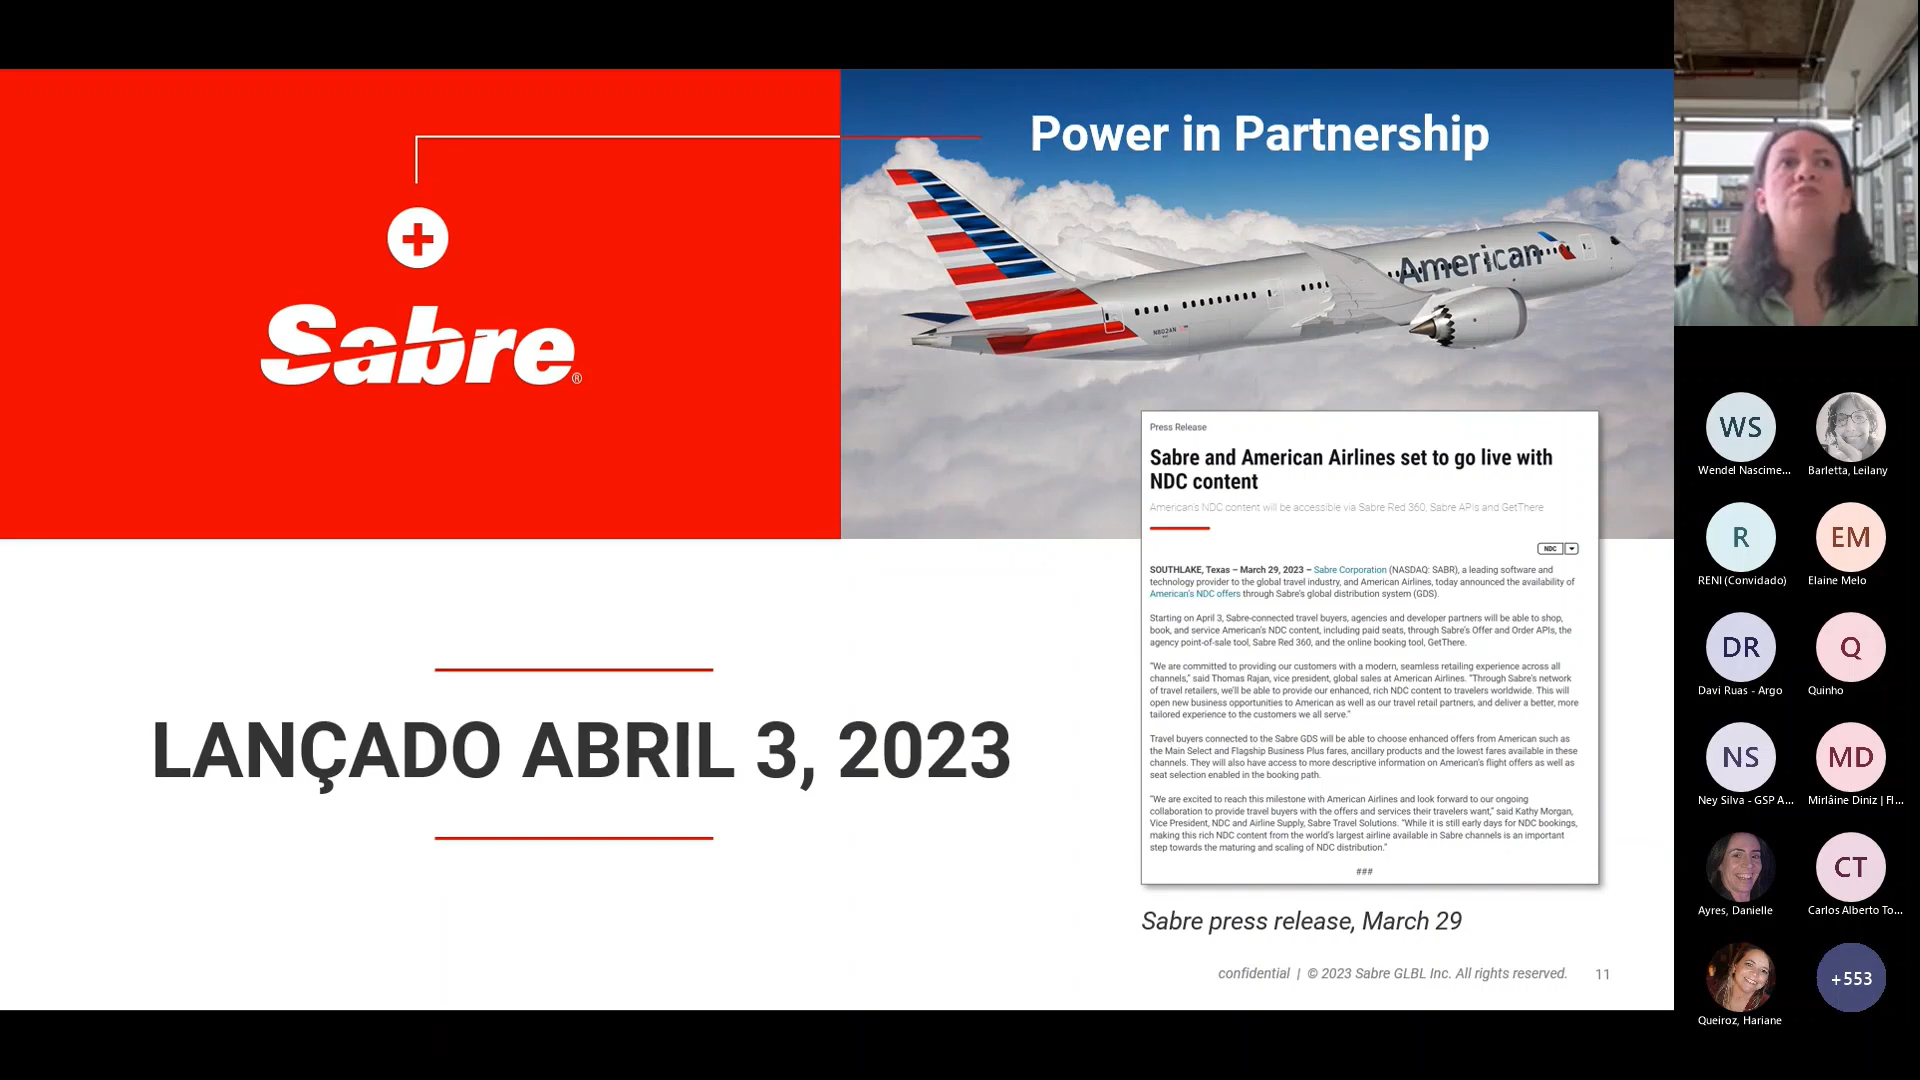 Power in Partnership
Sabre®
American
N802AN
Press Release
Sabre and American Airlines set to go live with
NDC content
American's NDC content will be accessible via Sabre Red 360, Sabre APIs and GetThere
NDC
SOUTHLAKE, Texas – March 29, 2023 – Sabre Corporation (NASDAQ: SABR), a leading software and
technology provider to the global travel industry, and American Airlines, today announced the availability of
American's NDC offers through Sabre's global distribution system (GDS).
Starting on April 3, Sabre-connected travel buyers, agencies and developer partners will be able to shop,
book, and service American's NDC content, including paid seats, through Sabre's Offer and Order APIs, the
agency point-of-sale tool, Sabre Red 360, and the online booking tool, GetThere.
"We are committed to providing our customers with a modern, seamless retailing experience across all
channels," said Thomas Rajan, vice president, global sales at American Airlines. "Through Sabre's network
of travel retailers, we'll be able to provide our enhanced, rich NDC content to travelers worldwide. This will
open new business opportunities to American as well as our travel retail partners, and deliver a better, more
tailored experience to the customers we all serve."
Travel buyers connected to the Sabre GDS will be able to choose enhanced offers from American such as
the Main Select and Flagship Business Plus fares, ancillary products and the lowest fares available in these
channels. They will also have access to more descriptive information on American's flight offers as well as
seat selection enabled in the booking path.
"We are excited to reach this milestone with American Airlines and look forward to our ongoing
collaboration to provide travel buyers with the offers and services their travelers want," said Kathy Morgan,
Vice President, NDC and Airline Supply, Sabre Travel Solutions. "While it is still early days for NDC bookings,
making this rich NDC content from the world's largest airline available in Sabre channels is an important
step towards the maturing and scaling of NDC distribution."
###
LANÇADO ABRIL 3, 2023
Sabre press release, March 29
confidential | © 2023 Sabre GLBL Inc. All rights reserved. 11
WS
Wendel Nascime...
Barletta, Leilany
R
RENI (Convidado)
EM
Elaine Melo
DR
Davi Ruas - Argo
Q
Quinho
NS
Ney Silva - GSP A...
MD
Mirlâine Diniz | Fl...
Ayres, Danielle
CT
Carlos Alberto To...
Queiroz, Hariane
+553